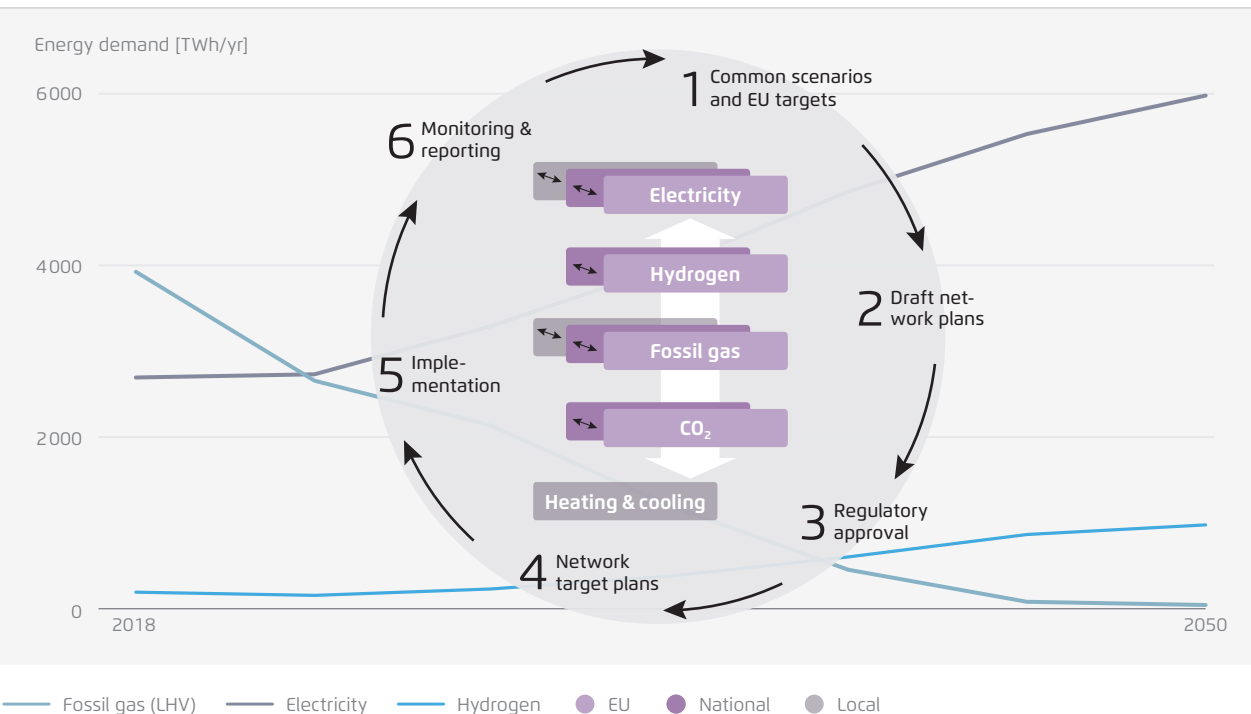 Energy demand [TWh/yr]
6000
4000
2000
0
2018
2050
1 Common scenarios
and EU targets
2 Draft net-
work plans
3 Regulatory
approval
4 Network
target plans
5 Imple-
mentation
6 Monitoring &
reporting
Electricity
Hydrogen
Fossil gas
CO₂
Heating & cooling
Fossil gas (LHV)
Electricity
Hydrogen
EU
National
Local